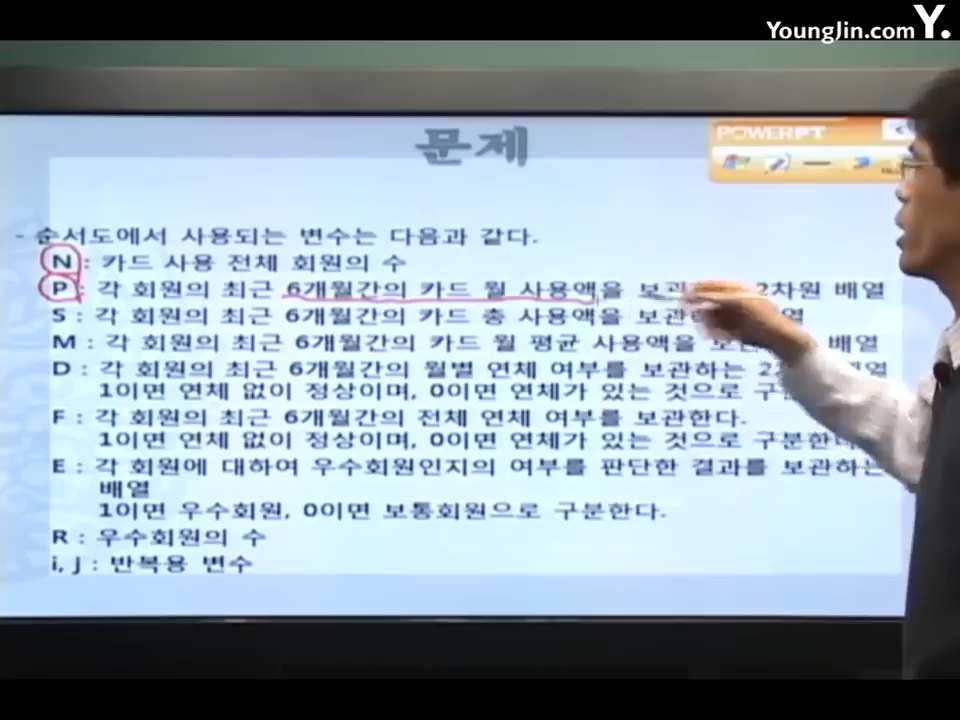 YoungJin.com Y.
POWERPT
문제
- 순서도에서 사용되는 변수는 다음과 같다.
N : 카드 사용 전체 회원의 수
P : 각 회원의 최근 6개월간의 카드 월 사용액을 2차원 배열
S : 각 회원의 최근 6개월간의 카드 총 사용액을
M : 각 회원의 최근 6개월간의 카드 월 평균 사용액을 배열
D : 각 회원의 최근 6개월간의 월별 연체 여부를 보관하는
1이면 연체 없이 정상이며, 0이면 연체가 있는 것으로
F : 각 회원의 최근 6개월간의 전체 연체 여부를 보관한다.
1이면 연체 없이 정상이며, 0이면 연체가 있는 것으로
E : 각 회원에 대하여 우수회원인지의 여부를 판단한 결과를 보관하는
배열
1이면 우수회원, 0이면 보통회원으로 구분한다.
R : 우수회원의 수
i, j : 반복용 변수